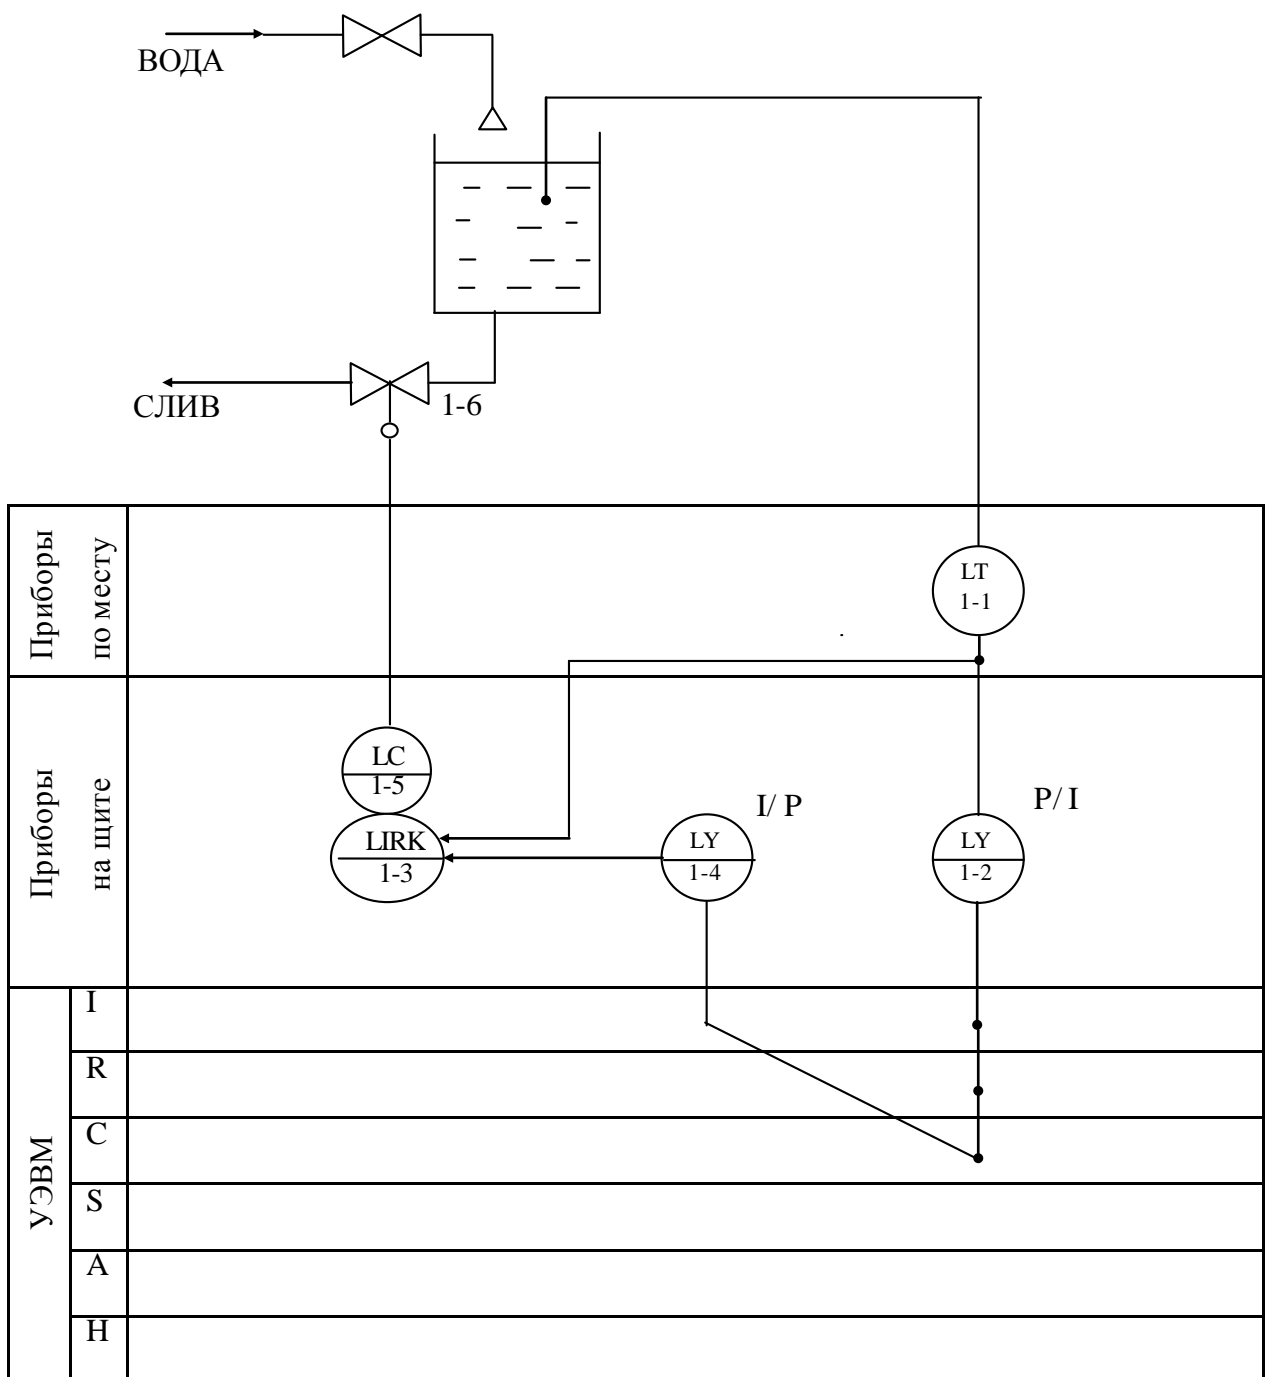 ВОДА
СЛИВ
1-6
Приборы
по месту
LT
1-1
Приборы
на щите
LC
1-5
LIRK
1-3
I/ P
LY
1-4
P/ I
LY
1-2
УЭВМ
I
R
C
S
A
H